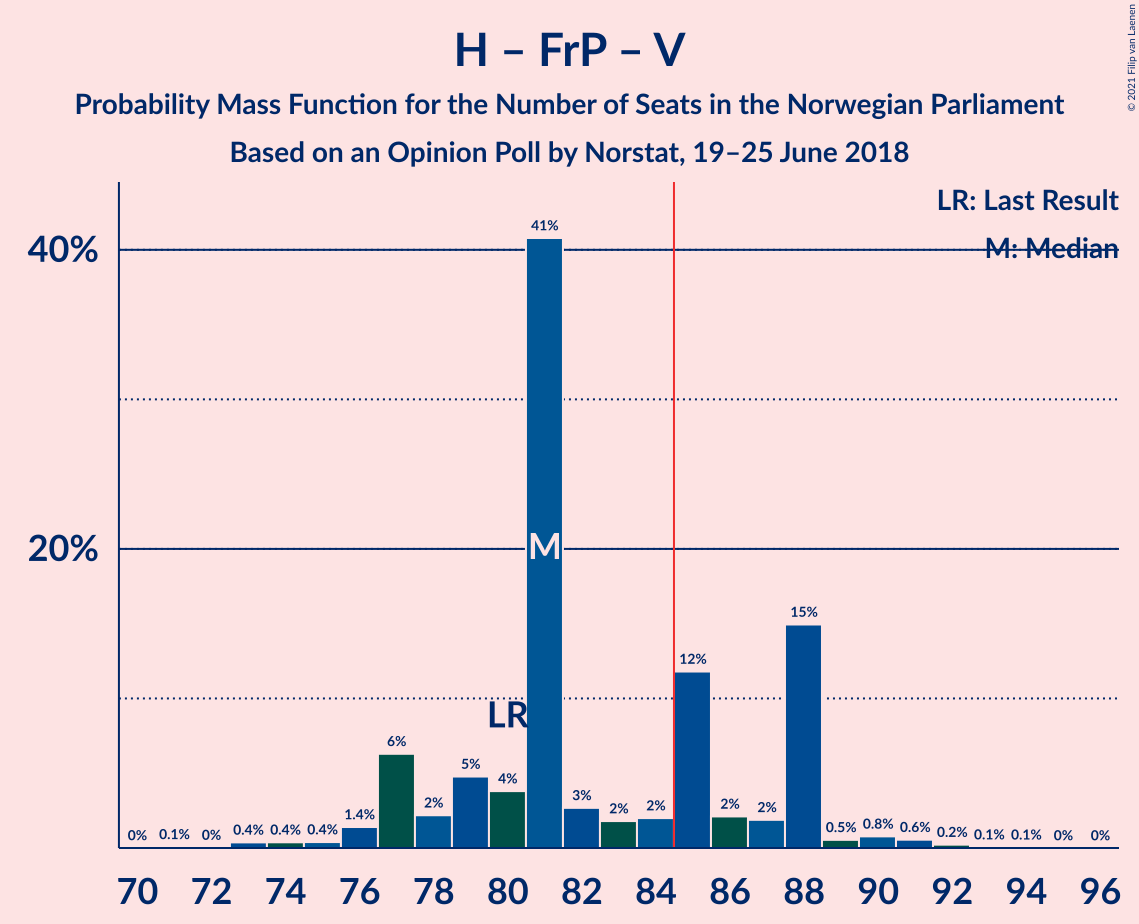 H – FrP – V
Probability Mass Function for the Number of Seats in the Norwegian Parliament
Based on an Opinion Poll by Norstat, 19–25 June 2018
© 2021 Filip van Laenen
LR: Last Result
M: Median
40%
20%
0% 0.1% 0% 0.4% 0.4% 0.4% 1.4% 6% 2% 5% 4% 41% 3% 2% 2% 12% 2% 2% 15% 0.5% 0.8% 0.6% 0.2% 0.1% 0.1% 0% 0%
LR
M
70 72 74 76 78 80 82 84 86 88 90 92 94 96